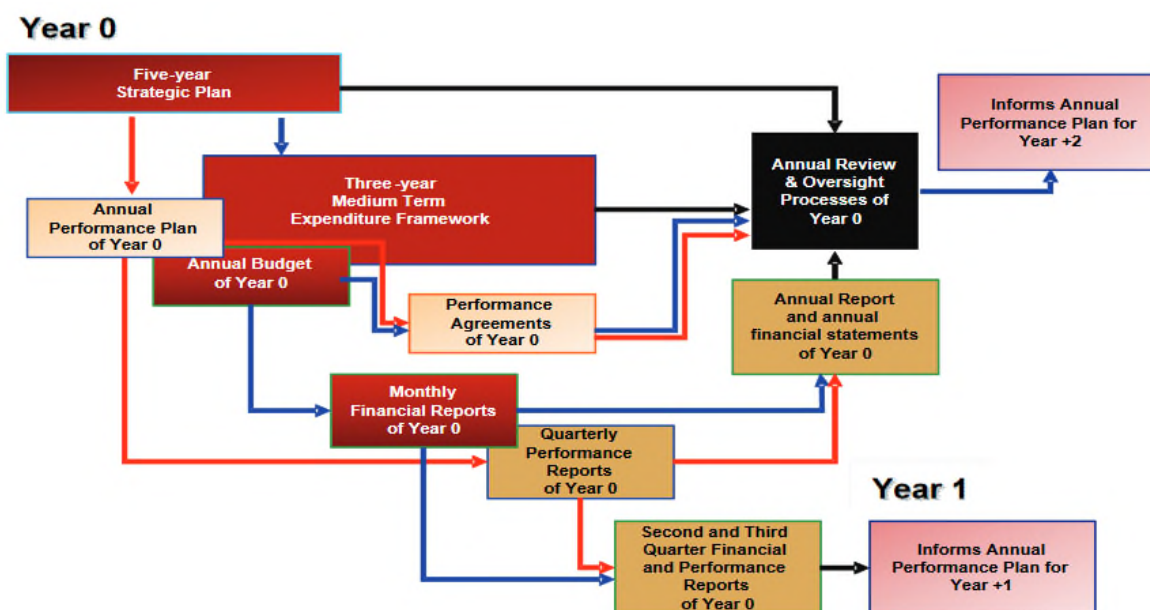 Year 0
Five-year
Strategic Plan
Informs Annual
Performance Plan for
Year +2
Annual Review
& Oversight
Processes of
Year 0
Three -year
Medium Term
Expenditure Framework
Annual
Performance Plan
of Year 0
Annual Budget
of Year 0
Performance
Agreements
of Year 0
Annual Report
and annual
financial statements
of Year 0
Monthly
Financial Reports
of Year 0
Quarterly
Performance
Reports
of Year 0
Year 1
Second and Third
Quarter Financial
and Performance
Reports
of Year 0
Informs Annual
Performance Plan for
Year +1